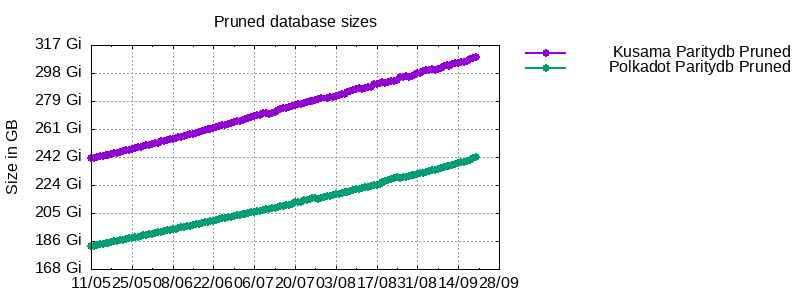 Pruned database sizes
317 Gi
298 Gi
279 Gi
261 Gi
242 Gi
224 Gi
205 Gi
186 Gi
168 Gi
Size in GB
11/05 25/05 08/06 22/06 06/07 20/07 03/08 17/08 31/08 14/09 28/09
Kusama Paritydb Pruned
Polkadot Paritydb Pruned